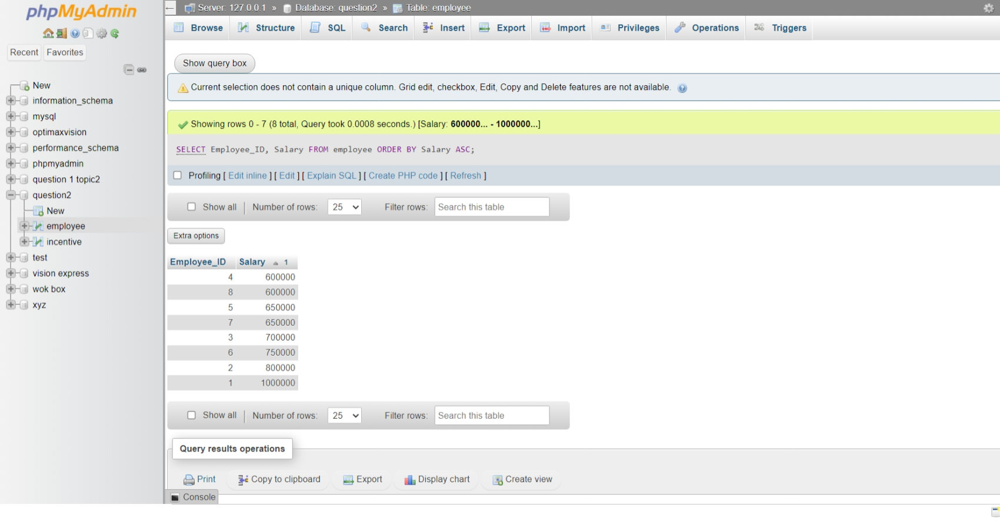 phpMyAdmin
Recent Favorites
New
information_schema
mysql
optimaxvision
performance_schema
phpmyadmin
question 1 topic2
question2
New
employee
incentive
test
vision express
wok box
xyz
Server: 127.0.0.1 » Database: question2 » Table: employee
Browse Structure SQL Search Insert Export Import Privileges Operations Triggers
Show query box
Current selection does not contain a unique column. Grid edit, checkbox, Edit, Copy and Delete features are not available.
Showing rows 0 - 7 (8 total, Query took 0.0008 seconds.) [Salary: 600000... - 1000000...]
SELECT Employee_ID, Salary FROM employee ORDER BY Salary ASC;
Profiling [ Edit inline ] [ Edit ] [ Explain SQL ] [ Create PHP code ] [ Refresh ]
Show all | Number of rows: 25 Filter rows: Search this table
Extra options
Employee_ID Salary 1
4 600000
8 600000
5 650000
7 650000
3 700000
6 750000
2 800000
1 1000000
Show all | Number of rows: 25 Filter rows: Search this table
Query results operations
Print Copy to clipboard Export Display chart Create view
Console